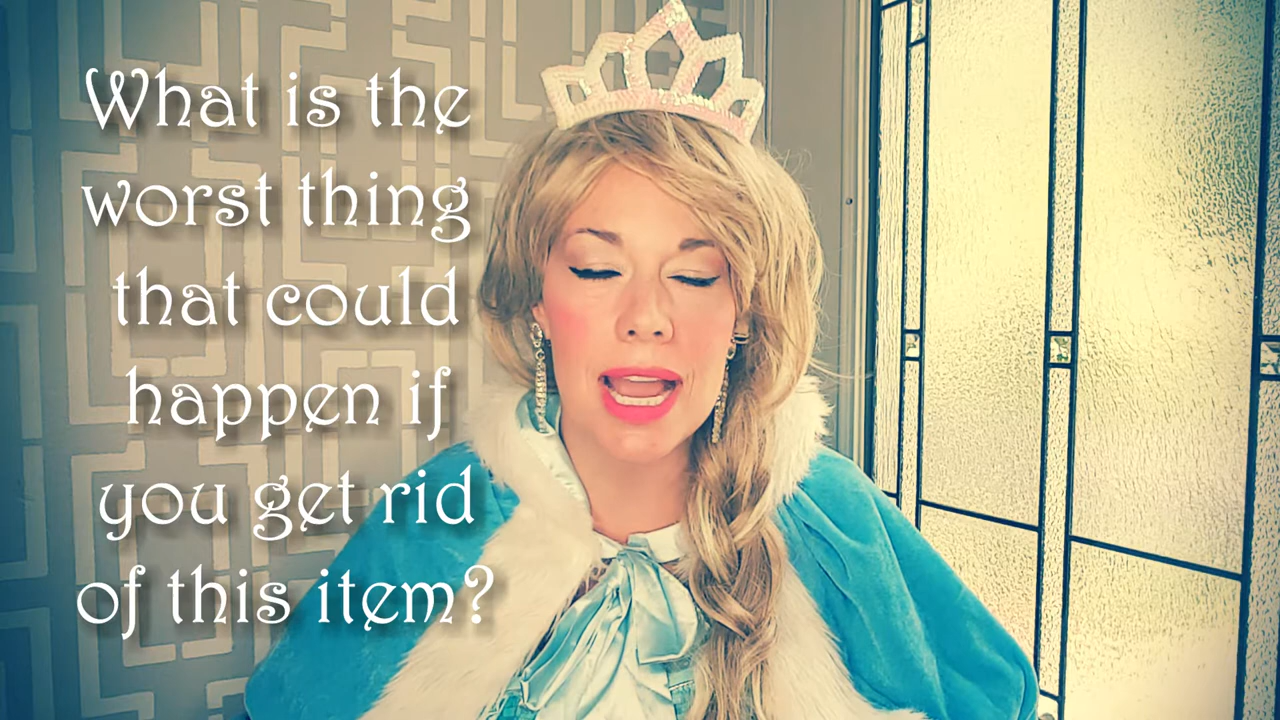 What is the
worst thing
that could
happen if
you get rid
of this item?